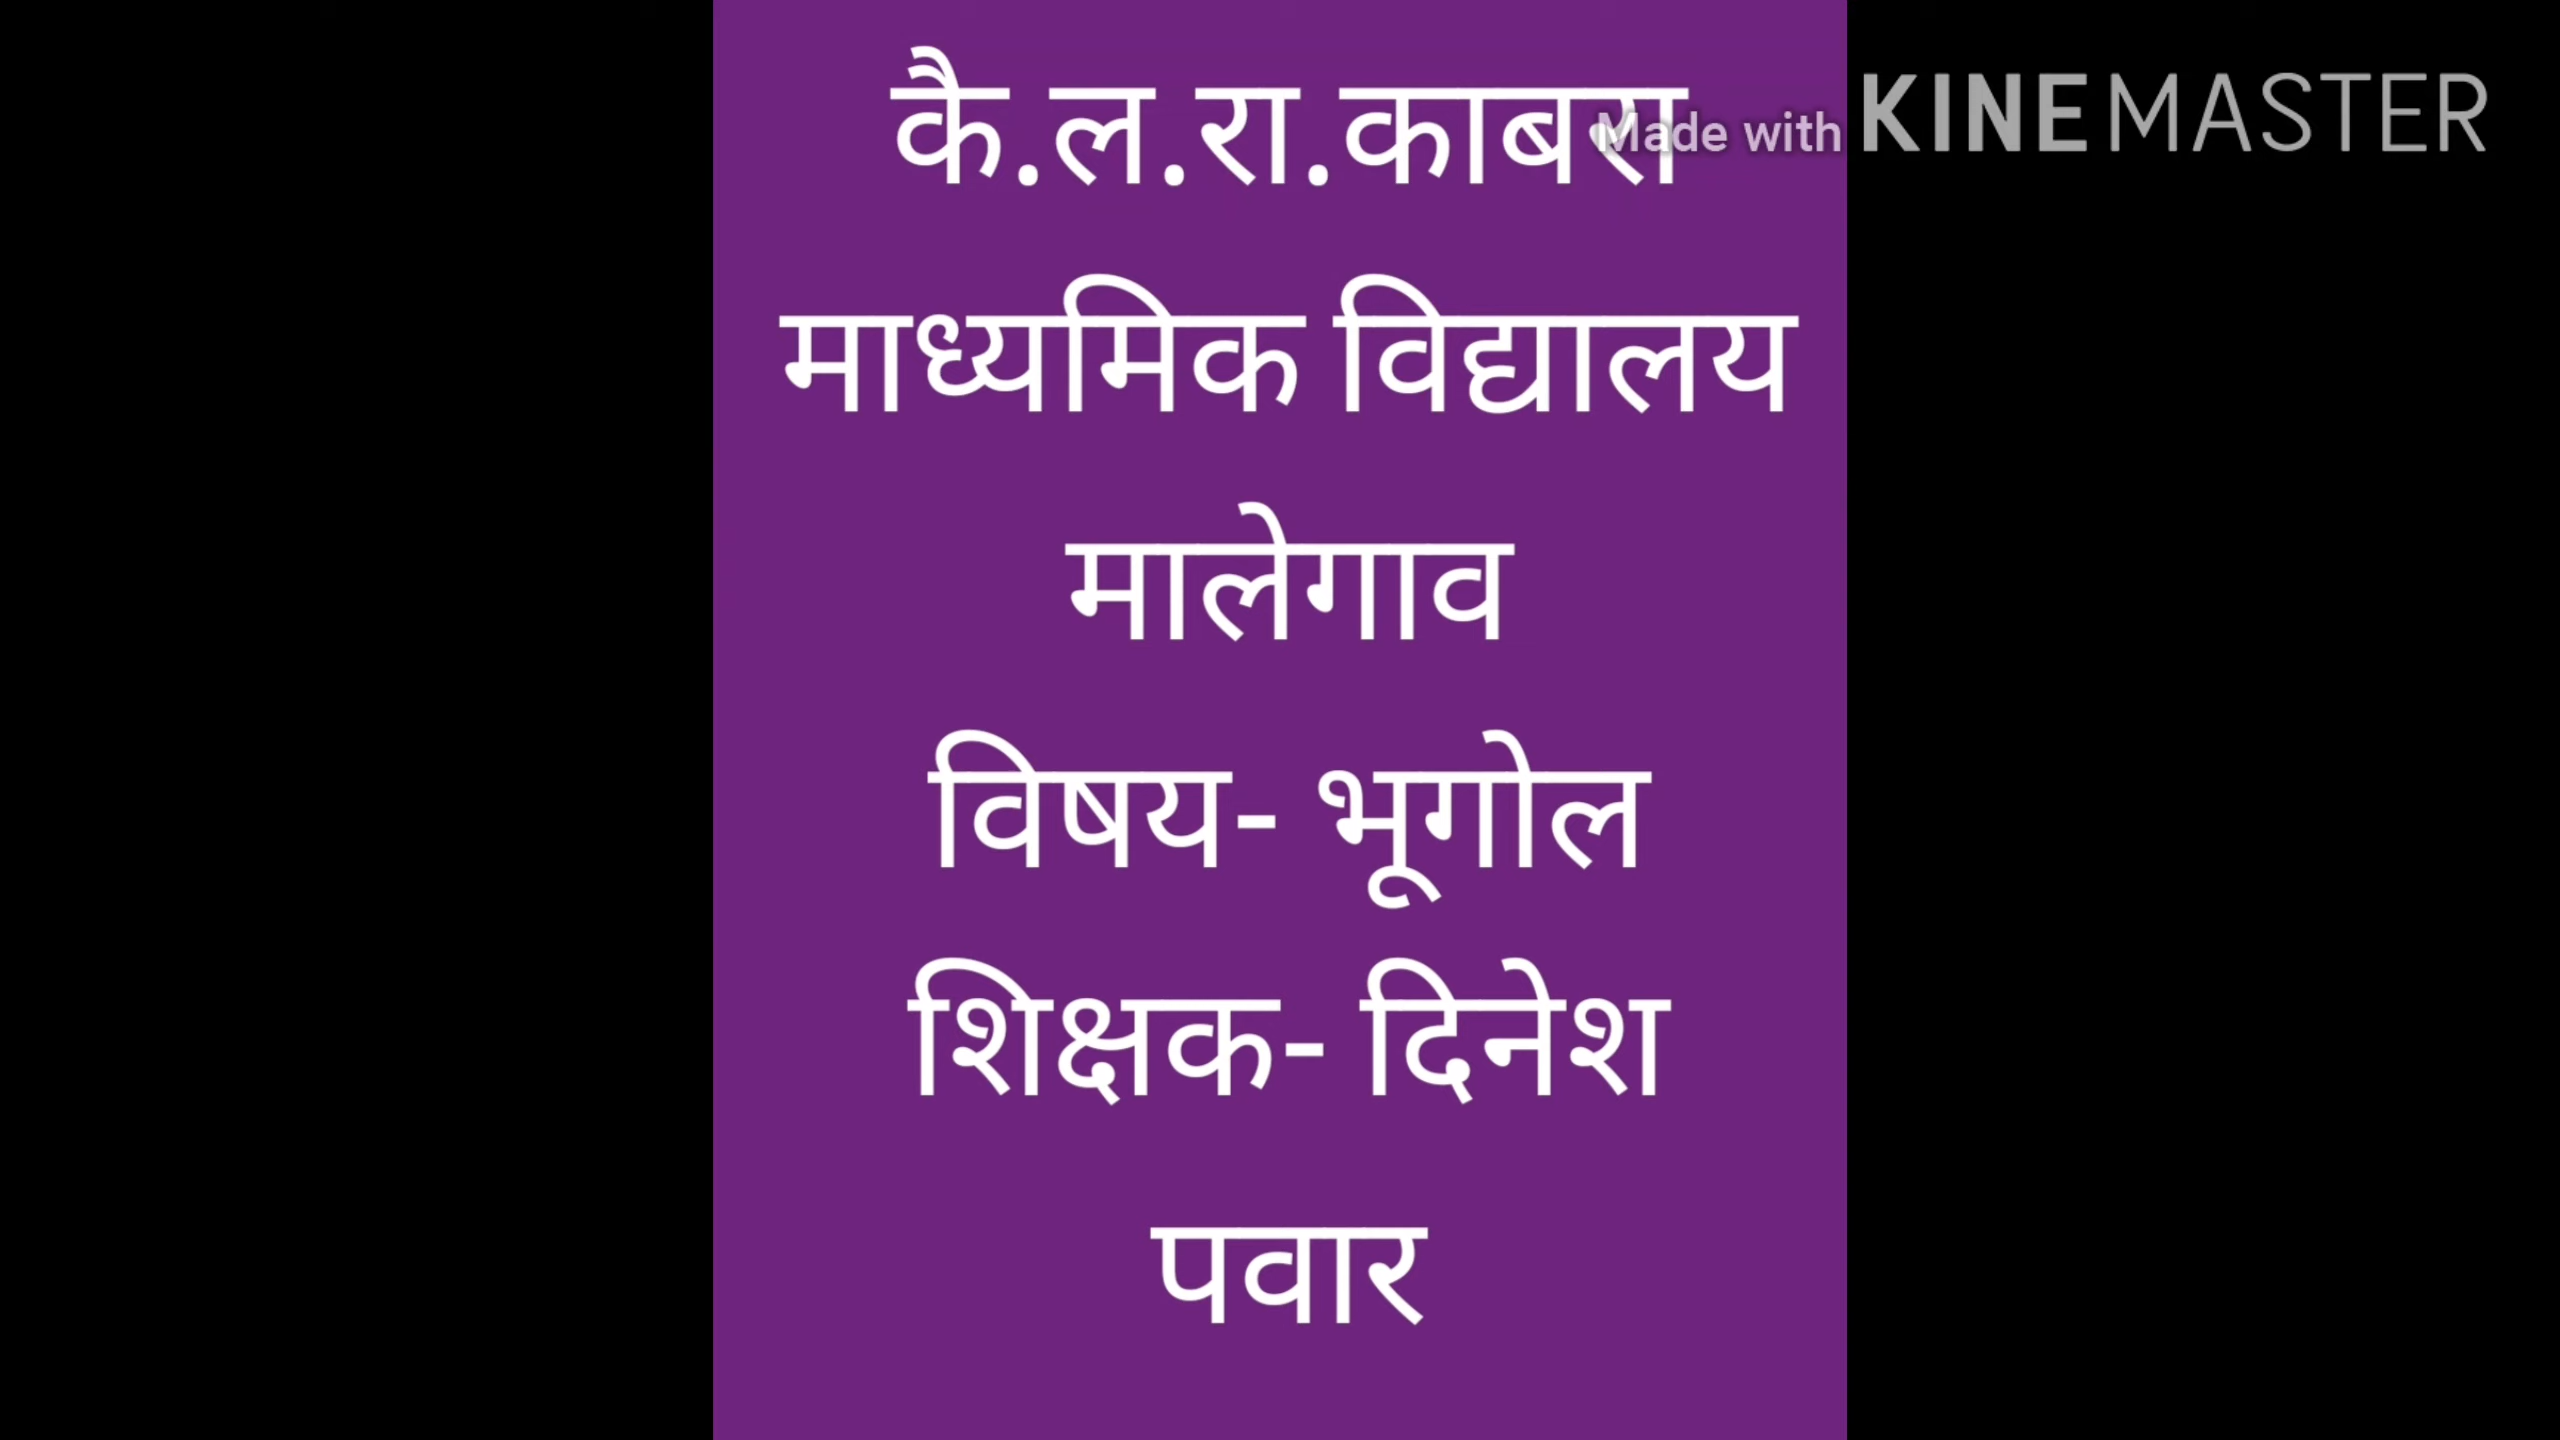 कै.ल.रा.काबरा
Made with KINEMASTER
माध्यमिक विद्यालय
मालेगाव
विषय- भूगोल
शिक्षक- दिनेश
पवार